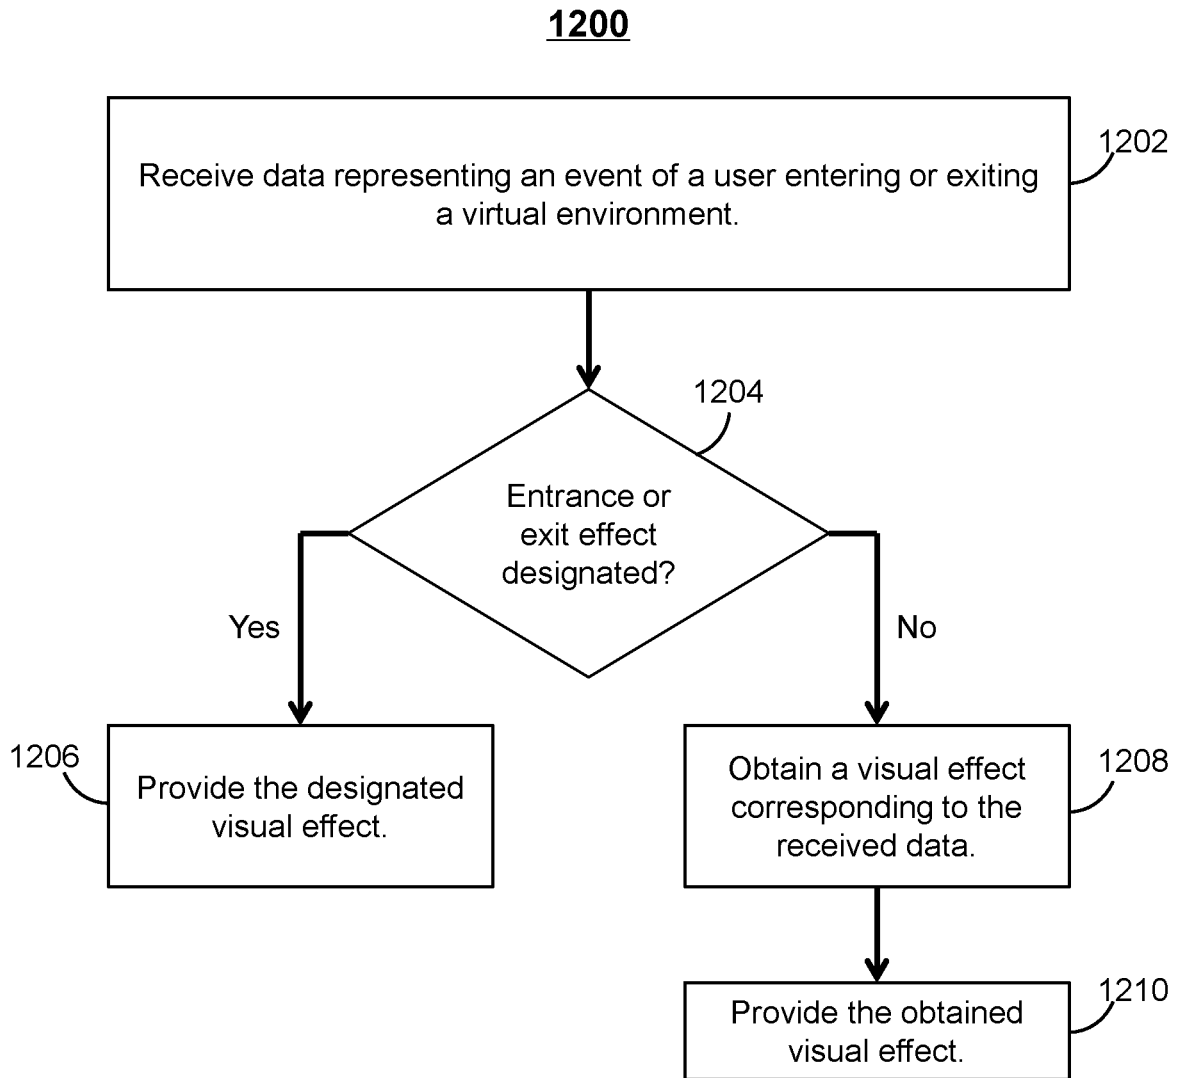 1200
1202
Receive data representing an event of a user entering or exiting
a virtual environment.
1204
Entrance or
exit effect
designated?
Yes
No
1206
Provide the designated
visual effect.
1208
Obtain a visual effect
corresponding to the
received data.
1210
Provide the obtained
visual effect.